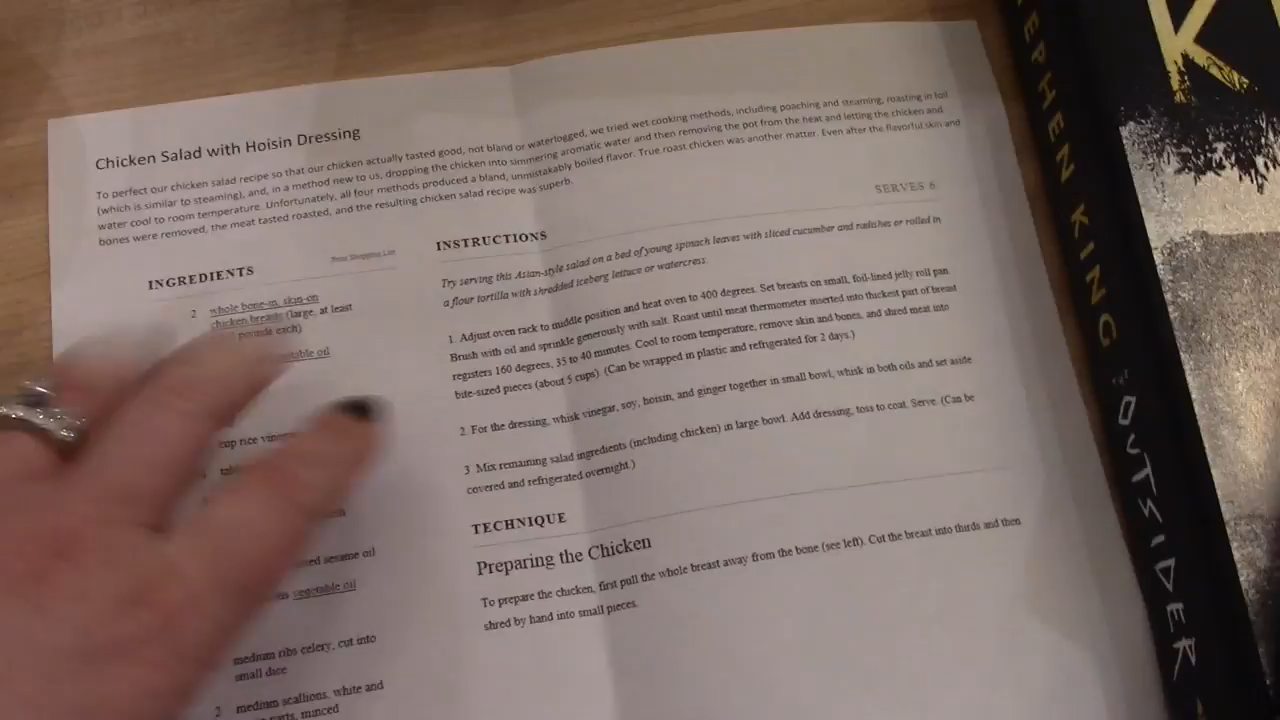 Chicken Salad with Hoisin Dressing
To perfect our chicken salad recipe so that our chicken actually tasted good, not bland or waterlogged, we tried wet cooking methods, including poaching and steaming, roasting in foil
(which is similar to steaming), and, in a method new to us, dropping the chicken into simmering aromatic water and then removing the pot from the heat and letting the chicken and
water cool to room temperature. Unfortunately, all four methods produced a bland, unmistakably boiled flavor. True roast chicken was another matter. Even after the flavorful skin and
bones were removed, the meat tasted roasted, and the resulting chicken salad recipe was superb.
SERVES 6
INGREDIENTS
Print Shopping List
2 whole bone-in, skin-on
chicken breasts (large, at least
pounds each)
oil
cup rice
sesame oil
vegetable oil
medium ribs celery, cut into
small dice
2 medium scallions, white and
parts, minced
INSTRUCTIONS
Try serving this Asian-style salad on a bed of young spinach leaves with sliced cucumber and radishes or rolled in
a flour tortilla with shredded iceberg lettuce or watercress.
1. Adjust oven rack to middle position and heat oven to 400 degrees. Set breasts on small, foil-lined jelly roll pan.
Brush with oil and sprinkle generously with salt. Roast until meat thermometer inserted into thickest part of breast
registers 160 degrees, 35 to 40 minutes. Cool to room temperature, remove skin and bones, and shred meat into
bite-sized pieces (about 5 cups). (Can be wrapped in plastic and refrigerated for 2 days.)
2. For the dressing, whisk vinegar, soy, hoisin, and ginger together in small bowl, whisk in both oils and set aside
3 Mix remaining salad ingredients (including chicken) in large bowl. Add dressing, toss to coat. Serve. (Can be
covered and refrigerated overnight.)
TECHNIQUE
Preparing the Chicken
To prepare the chicken, first pull the whole breast away from the bone (see left). Cut the breast into thirds and then
shred by hand into small pieces.
EPHEN KING
OUTSIDER
K